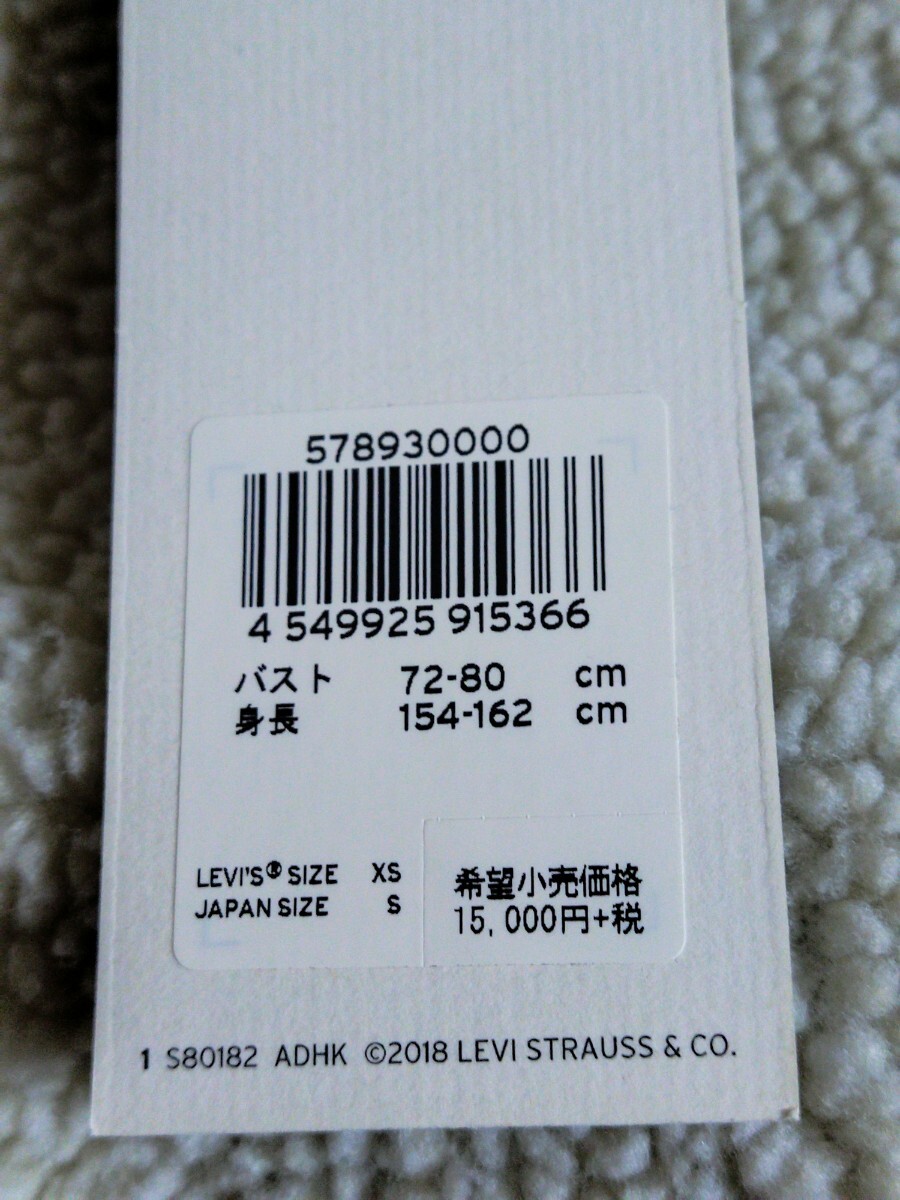 578930000
4 549925 915366
バスト 72-80 cm
身長 154-162 cm
LEVI'S® SIZE XS
JAPAN SIZE S
希望小売価格
15,000円+税
1 S80182 ADHK ©2018 LEVI STRAUSS & CO.